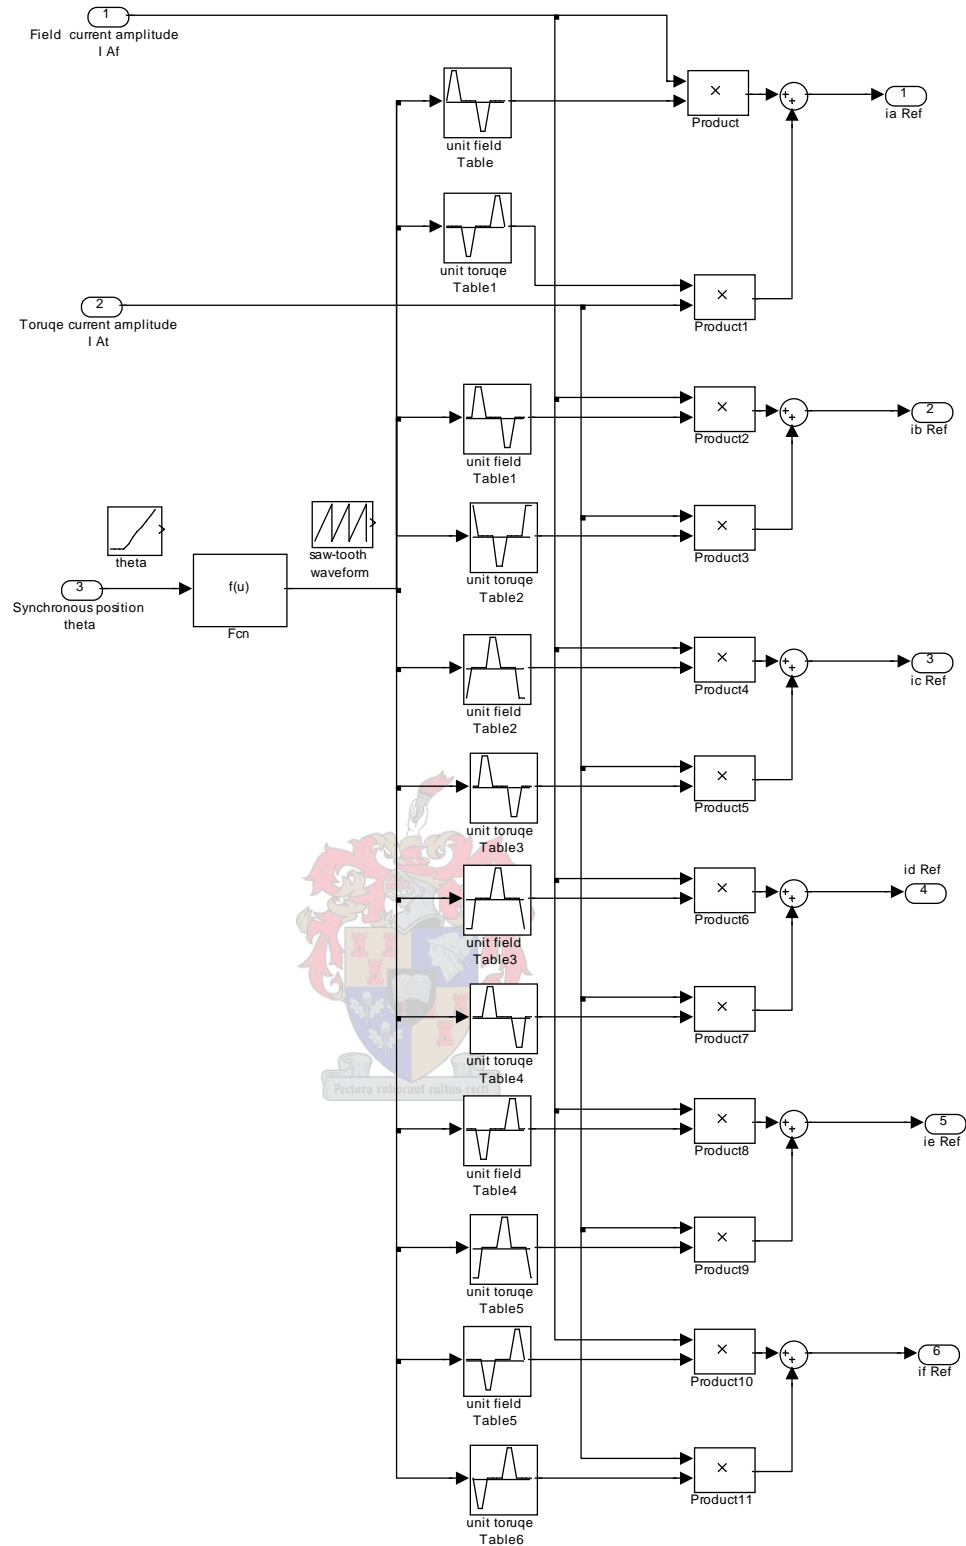 1
Field current amplitude
I Af
unit field
Table
×
Product
+
+
1
ia Ref
unit toruqe
Table1
2
Toruqe current amplitude
I At
×
Product1
unit field
Table1
×
Product2
+
+
2
ib Ref
theta
saw-tooth
waveform
unit toruqe
Table2
×
Product3
3
Synchronous position
theta
f(u)
Fcn
unit field
Table2
×
Product4
+
+
3
ic Ref
unit toruqe
Table3
×
Product5
unit field
Table3
×
Product6
+
+
id Ref
4
unit toruqe
Table4
×
Product7
Pectora roborant cultus recti
unit field
Table4
×
Product8
+
+
5
ie Ref
unit toruqe
Table5
×
Product9
unit field
Table5
×
Product10
+
+
6
if Ref
unit toruqe
Table6
×
Product11